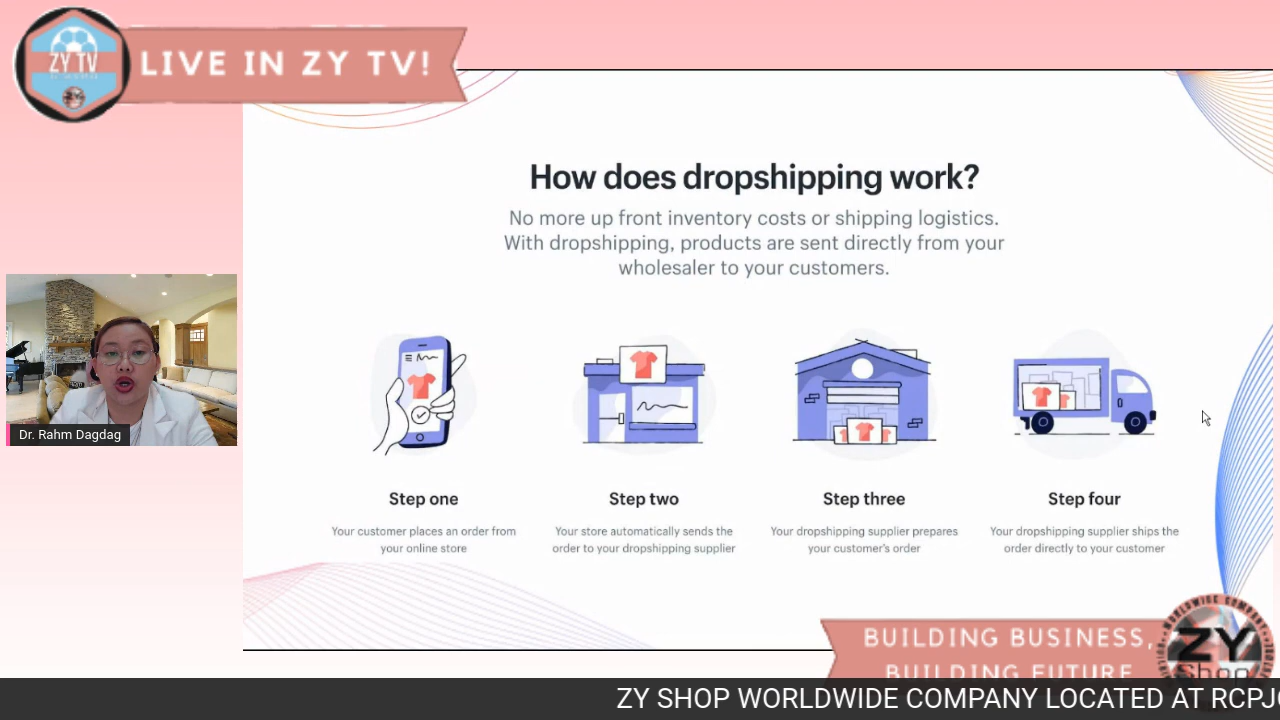 ZY TV
LIVE IN ZY TV!
How does dropshipping work?
No more up front inventory costs or shipping logistics.
With dropshipping, products are sent directly from your
wholesaler to your customers.
Step one
Your customer places an order from
your online store
Step two
Your store automatically sends the
order to your dropshipping supplier
Step three
Your dropshipping supplier prepares
your customer's order
Step four
Your dropshipping supplier ships the
order directly to your customer
Dr. Rahm Dagdag
BUILDING BUSINESS,
BUILDING FUTURE
WORLDWIDE COMPANY
ZY
Shop
ZY SHOP WORLDWIDE COMPANY LOCATED AT